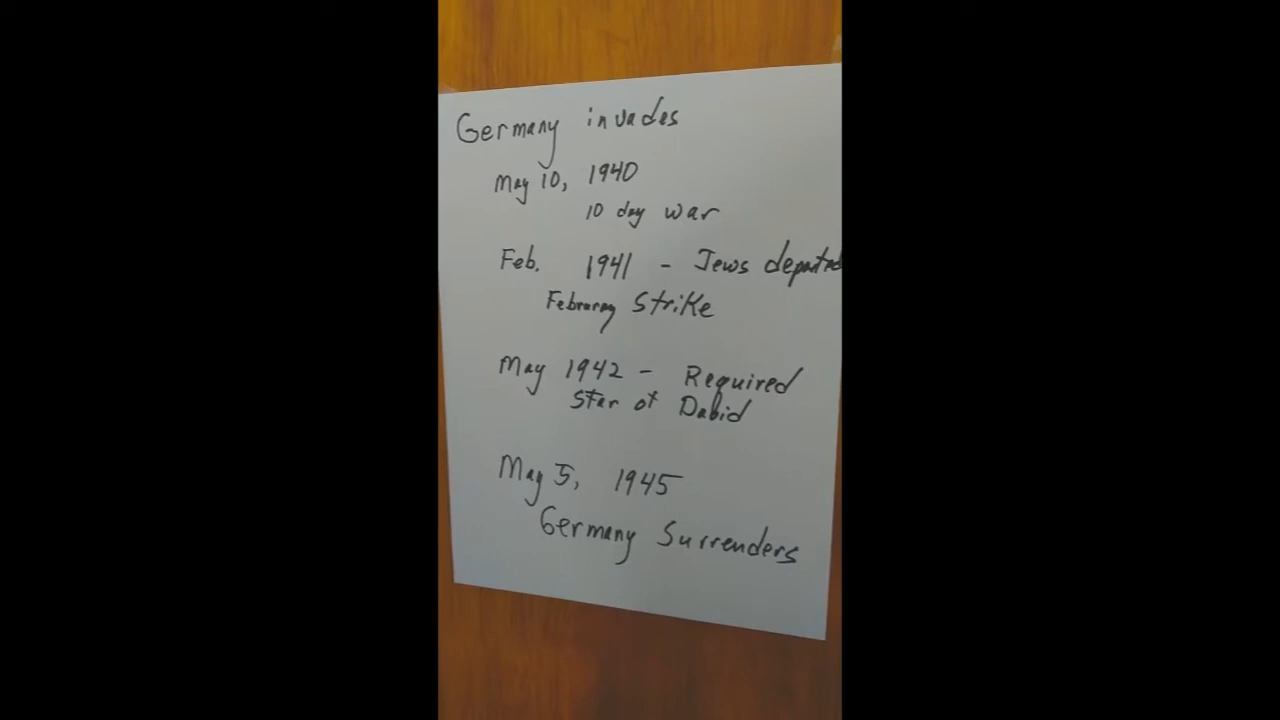 Germany invades
May 10, 1940
10 day war
Feb. 1941 - Jews deported
Februray Strike
May 1942 - Required
Star of Dabid
May 5, 1945
Germany Surrenders